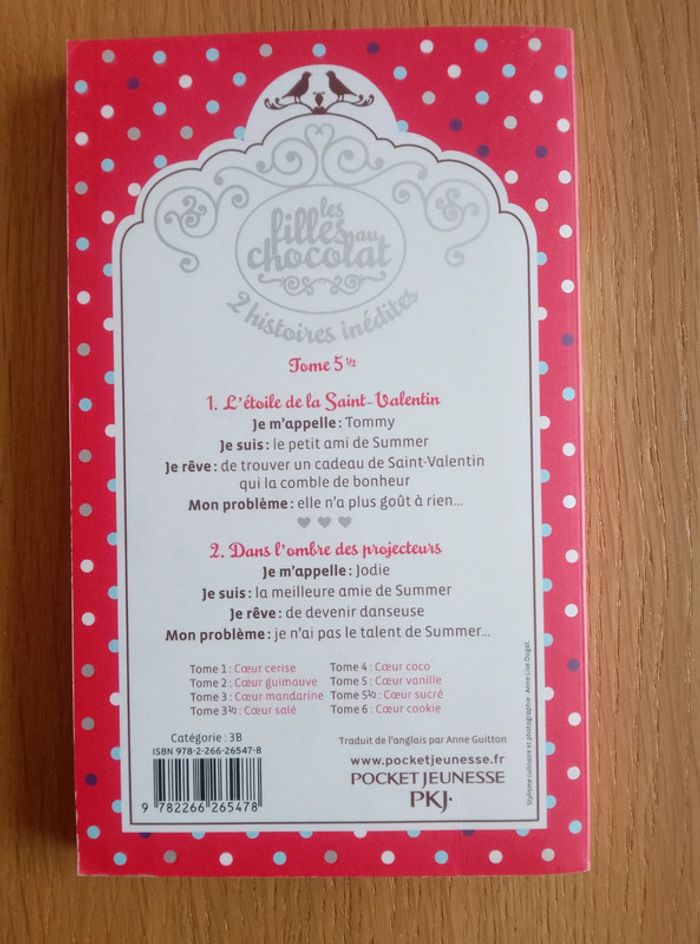 les
filles au
chocolat
2 histoires inédites
Tome 5 1/2
1. L'étoile de la Saint-Valentin
Je m'appelle : Tommy
Je suis : le petit ami de Summer
Je rêve : de trouver un cadeau de Saint-Valentin
qui la comble de bonheur
Mon problème : elle n'a plus goût à rien...
2. Dans l'ombre des projecteurs
Je m'appelle : Jodie
Je suis : la meilleure amie de Summer
Je rêve : de devenir danseuse
Mon problème : je n'ai pas le talent de Summer...
Tome 1 : Cœur cerise
Tome 2 : Cœur guimauve
Tome 3 : Cœur mandarine
Tome 3 1/2 : Cœur salé
Tome 4 : Cœur coco
Tome 5 : Cœur vanille
Tome 5 1/2 : Cœur sucré
Tome 6 : Cœur cookie
Catégorie : 3B
ISBN 978-2-266-26547-8
9 782266 265478
Traduit de l'anglais par Anne Guitton
www.pocketjeunesse.fr
POCKET JEUNESSE
PKJ·
Stylisme culinaire et photographie Anne-Lise Dugat.